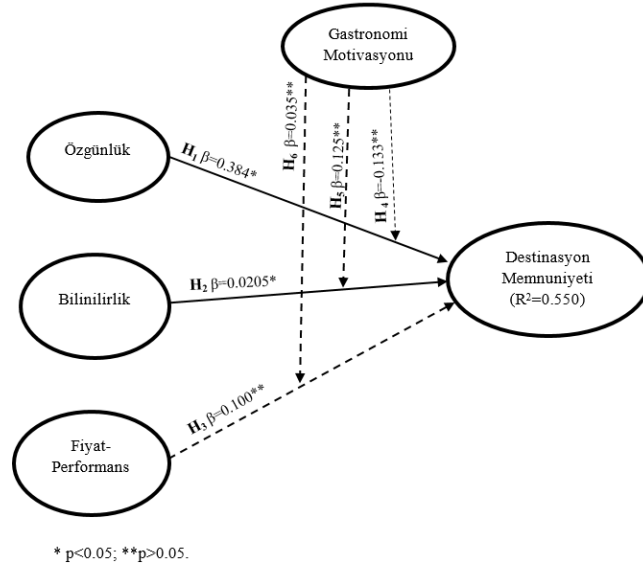 Gastronomi
Motivasyonu
Özgünlük
H1 β=0.384*
H6 β=0.035**
H5 β=0.125**
H4 β=-0.133**
Bilinilirlik
H2 β=0.0205*
Destinasyon
Memnuniyeti
(R²=0.550)
Fiyat-
Performans
H3 β=0.100**
* p<0.05; **p>0.05.